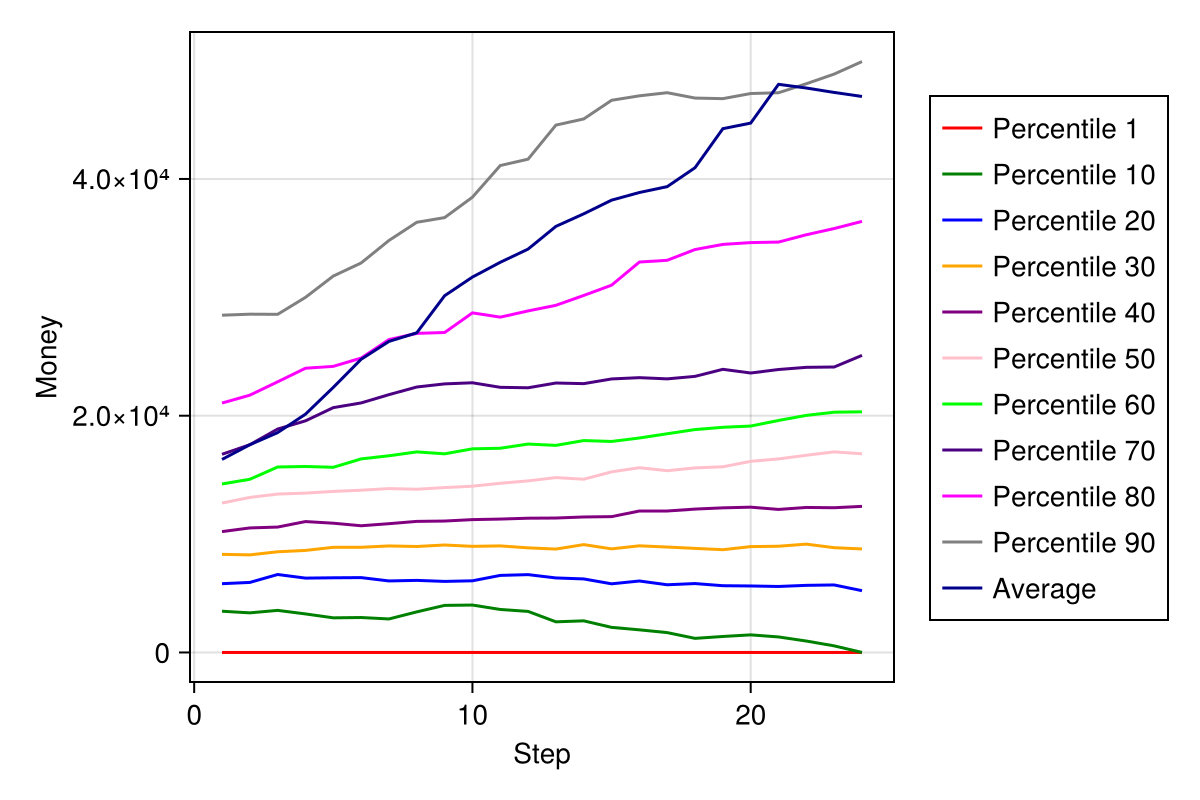 Money
4.0×10⁴
2.0×10⁴
0
0
10
20
Step
Percentile 1
Percentile 10
Percentile 20
Percentile 30
Percentile 40
Percentile 50
Percentile 60
Percentile 70
Percentile 80
Percentile 90
Average